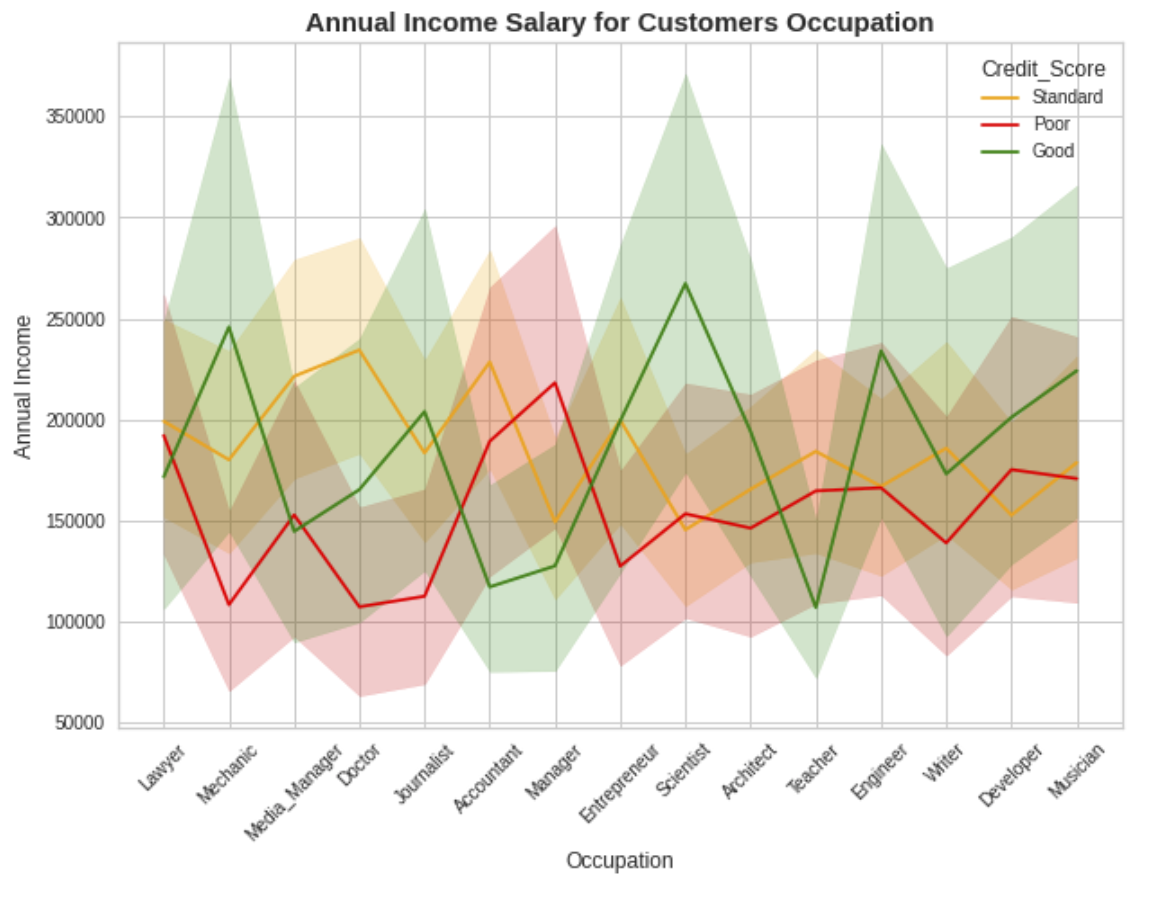 Annual Income Salary for Customers Occupation
Credit_Score
Standard
Poor
Good
350000
300000
250000
200000
150000
100000
50000
Annual Income
Lawyer
Mechanic
Media_Manager
Doctor
Journalist
Accountant
Manager
Entrepreneur
Scientist
Architect
Teacher
Engineer
Writer
Developer
Musician
Occupation